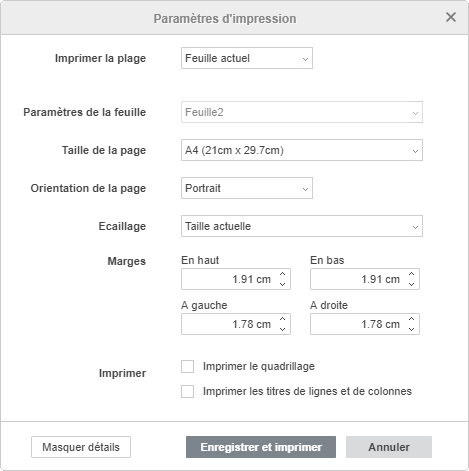 Paramètres d'impression
Imprimer la plage
Feuille actuel
Paramètres de la feuille
Feuille2
Taille de la page
A4 (21cm x 29.7cm)
Orientation de la page
Portrait
Ecaillage
Taille actuelle
Marges
En haut
En bas
1.91 cm
1.91 cm
A gauche
A droite
1.78 cm
1.78 cm
Imprimer
Imprimer le quadrillage
Imprimer les titres de lignes et de colonnes
Masquer détails
Enregistrer et imprimer
Annuler